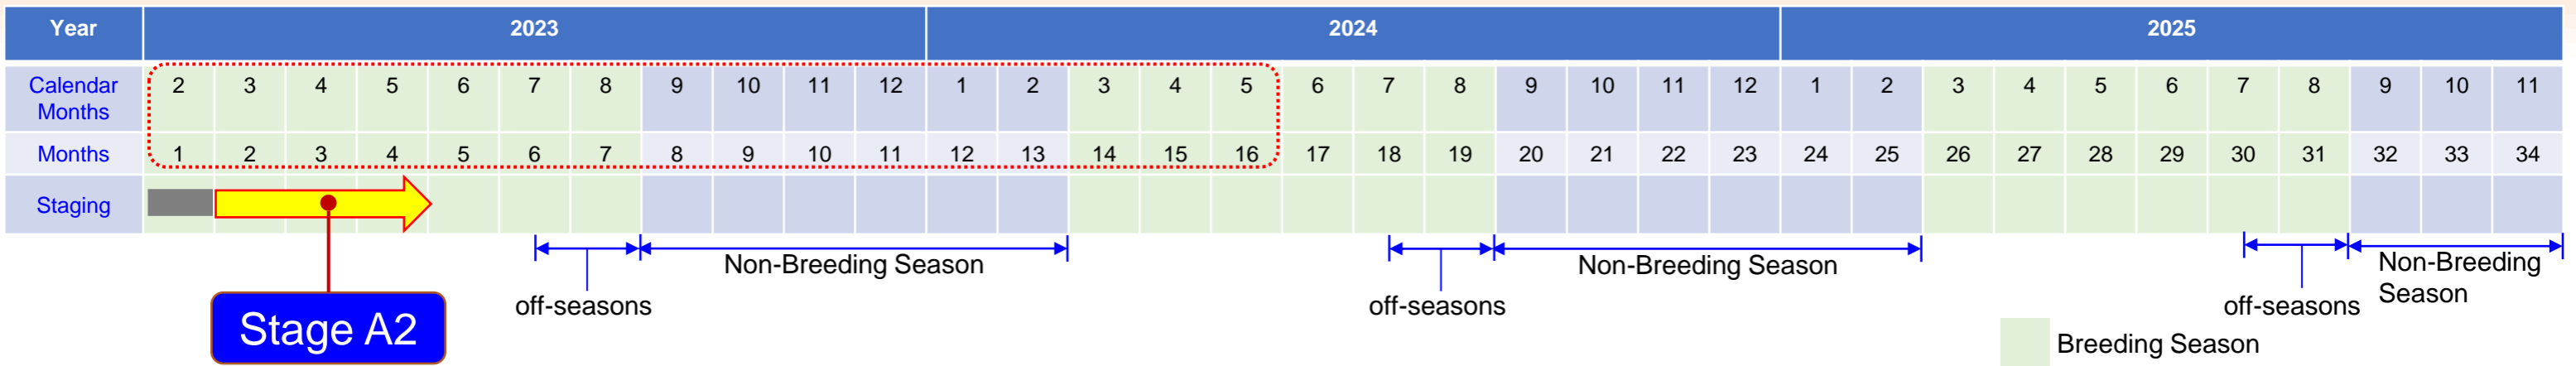 Year 2023 2024 2025
Calendar Months 2 3 4 5 6 7 8 9 10 11 12 1 2 3 4 5 6 7 8 9 10 11 12 1 2 3 4 5 6 7 8 9 10 11
Months 1 2 3 4 5 6 7 8 9 10 11 12 13 14 15 16 17 18 19 20 21 22 23 24 25 26 27 28 29 30 31 32 33 34
Staging
Non-Breeding Season Non-Breeding Season Non-Breeding
Season
off-seasons off-seasons off-seasons
Stage A2
Breeding Season